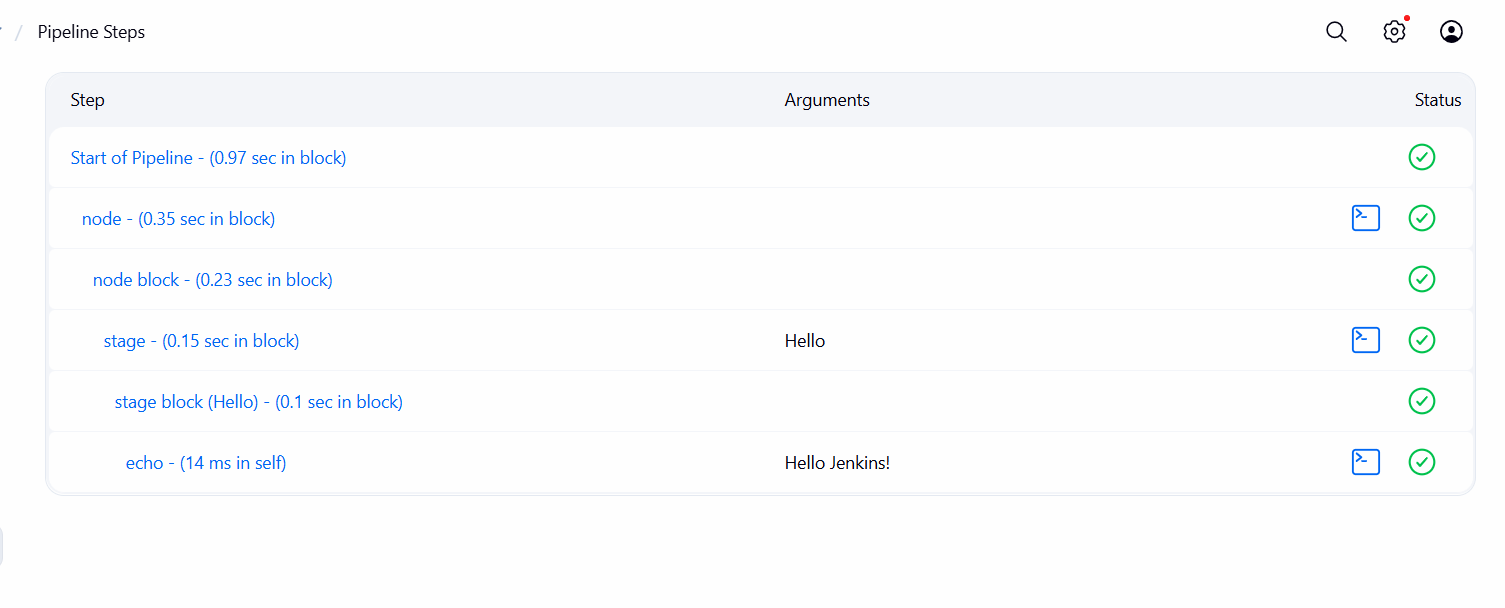 / Pipeline Steps
Step Arguments Status
Start of Pipeline - (0.97 sec in block)
node - (0.35 sec in block)
node block - (0.23 sec in block)
stage - (0.15 sec in block) Hello
stage block (Hello) - (0.1 sec in block)
echo - (14 ms in self) Hello Jenkins!